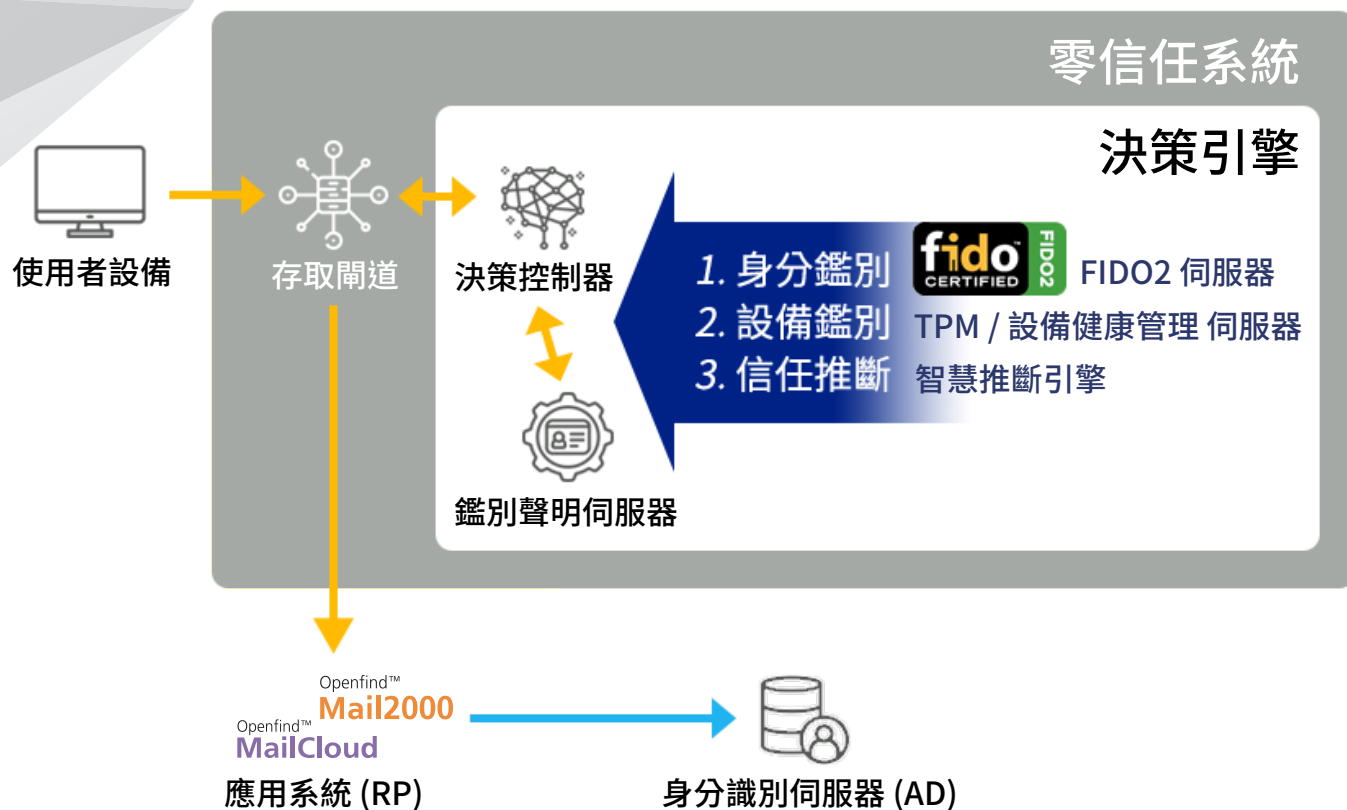 零信任系統
決策引擎
使用者設備
存取閘道
決策控制器
1. 身分鑑別 fido™ CERTIFIED FIDO2 FIDO2 伺服器
2. 設備鑑別 TPM / 設備健康管理 伺服器
3. 信任推斷 智慧推斷引擎
鑑別聲明伺服器
Openfind™
Mail2000
Openfind™
MailCloud
應用系統 (RP)
身分識別伺服器 (AD)